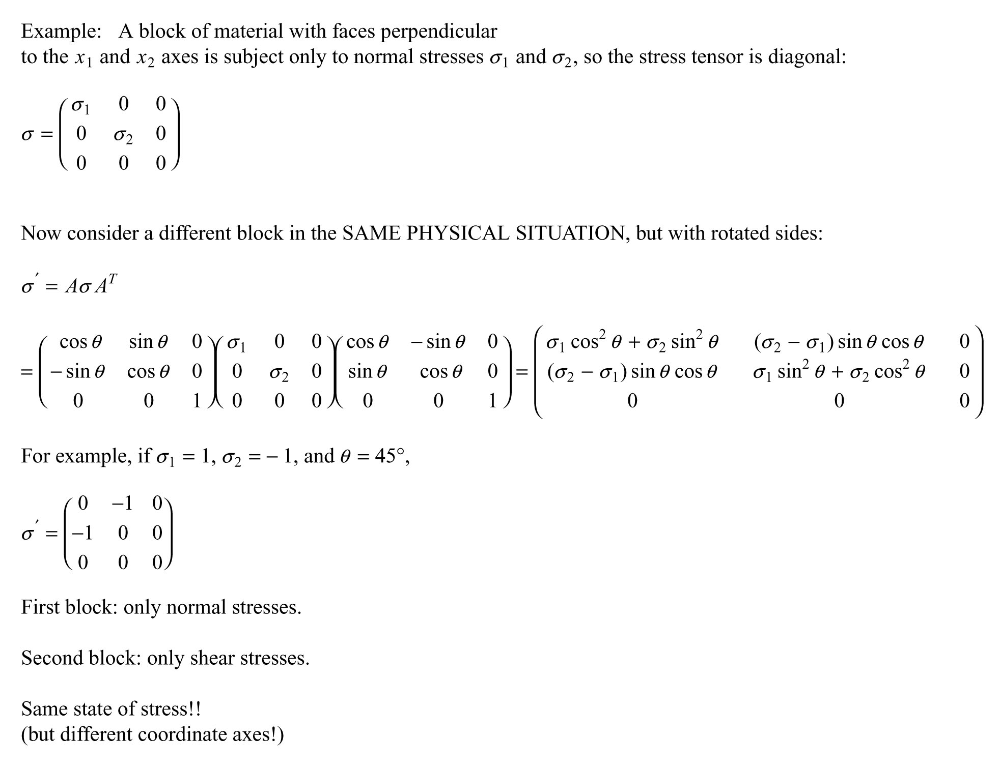 Example: A block of material with faces perpendicular
to the x₁ and x₂ axes is subject only to normal stresses σ₁ and σ₂, so the stress tensor is diagonal:
σ = ( σ₁ 0 0
0 σ₂ 0
0 0 0 )
Now consider a different block in the SAME PHYSICAL SITUATION, but with rotated sides:
σ′ = AσAᵀ
= ( cos θ sin θ 0 ; − sin θ cos θ 0 ; 0 0 1 ) ( σ₁ 0 0 ; 0 σ₂ 0 ; 0 0 0 ) ( cos θ − sin θ 0 ; sin θ cos θ 0 ; 0 0 1 ) = ( σ₁ cos² θ + σ₂ sin² θ (σ₂ − σ₁) sin θ cos θ 0 ; (σ₂ − σ₁) sin θ cos θ σ₁ sin² θ + σ₂ cos² θ 0 ; 0 0 0 )
For example, if σ₁ = 1, σ₂ = − 1, and θ = 45°,
σ′ = ( 0 −1 0
−1 0 0
0 0 0 )
First block: only normal stresses.
Second block: only shear stresses.
Same state of stress!!
(but different coordinate axes!)